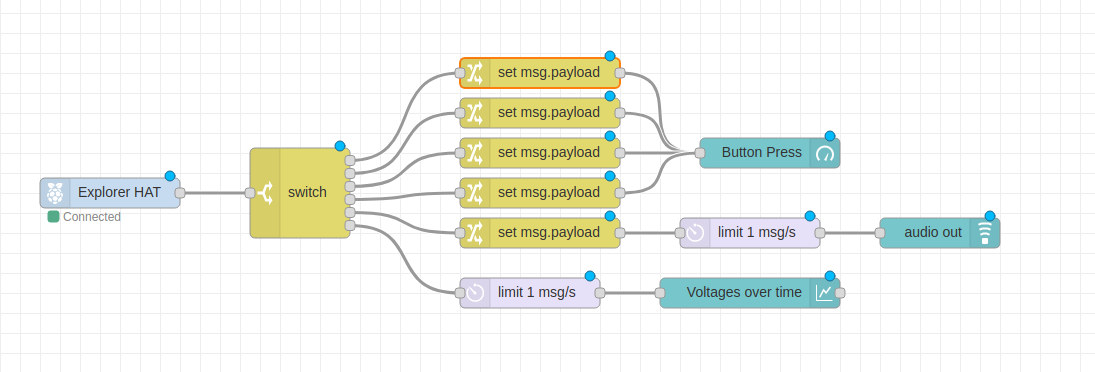 set msg.payload
set msg.payload
set msg.payload
Button Press
Explorer HAT
switch
set msg.payload
Connected
set msg.payload
limit 1 msg/s
audio out
limit 1 msg/s
Voltages over time